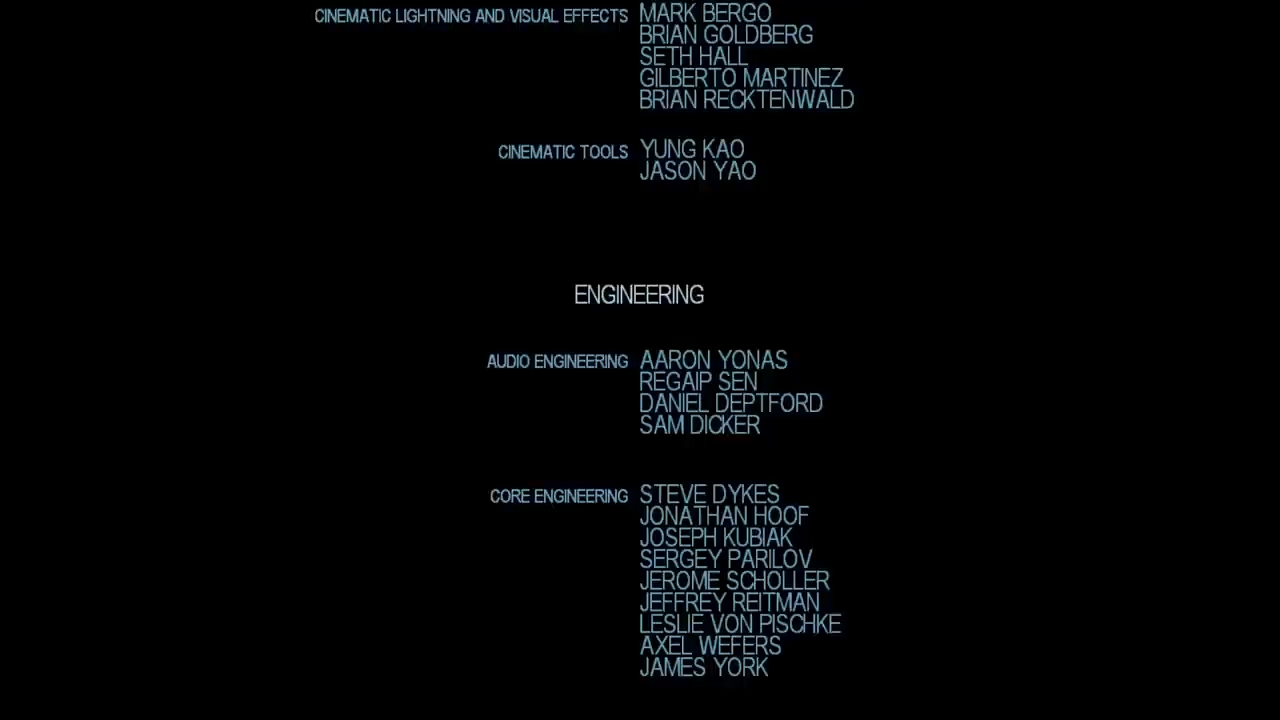 CINEMATIC LIGHTNING AND VISUAL EFFECTS MARK BERGO
BRIAN GOLDBERG
SETH HALL
GILBERTO MARTINEZ
BRIAN RECKTENWALD
CINEMATIC TOOLS YUNG KAO
JASON YAO
ENGINEERING
AUDIO ENGINEERING AARON YONAS
REGAIP SEN
DANIEL DEPTFORD
SAM DICKER
CORE ENGINEERING STEVE DYKES
JONATHAN HOOF
JOSEPH KUBIAK
SERGEY PARILOV
JEROME SCHOLLER
JEFFREY REITMAN
LESLIE VON PISCHKE
AXEL WEFERS
JAMES YORK